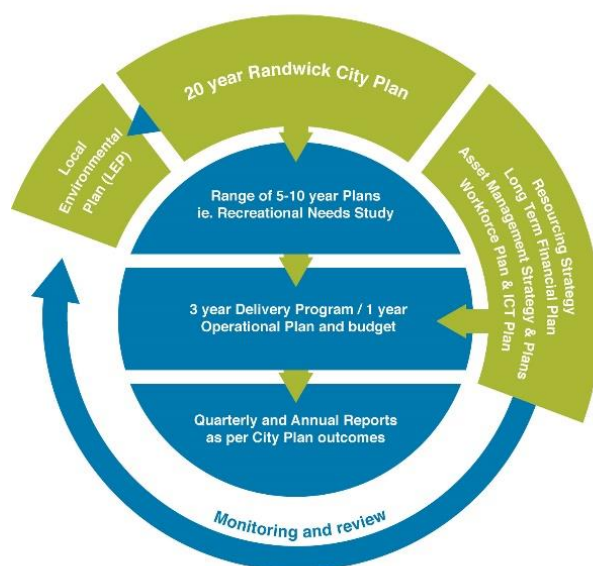 20 year Randwick City Plan
Local
Environmental
Plan (LEP)
Resourcing Strategy
Long Term Financial Plan
Asset Management Strategy & Plans
Workforce Plan & ICT Plan
Range of 5-10 year Plans
ie. Recreational Needs Study
3 year Delivery Program / 1 year
Operational Plan and budget
Quarterly and Annual Reports
as per City Plan outcomes
Monitoring and review